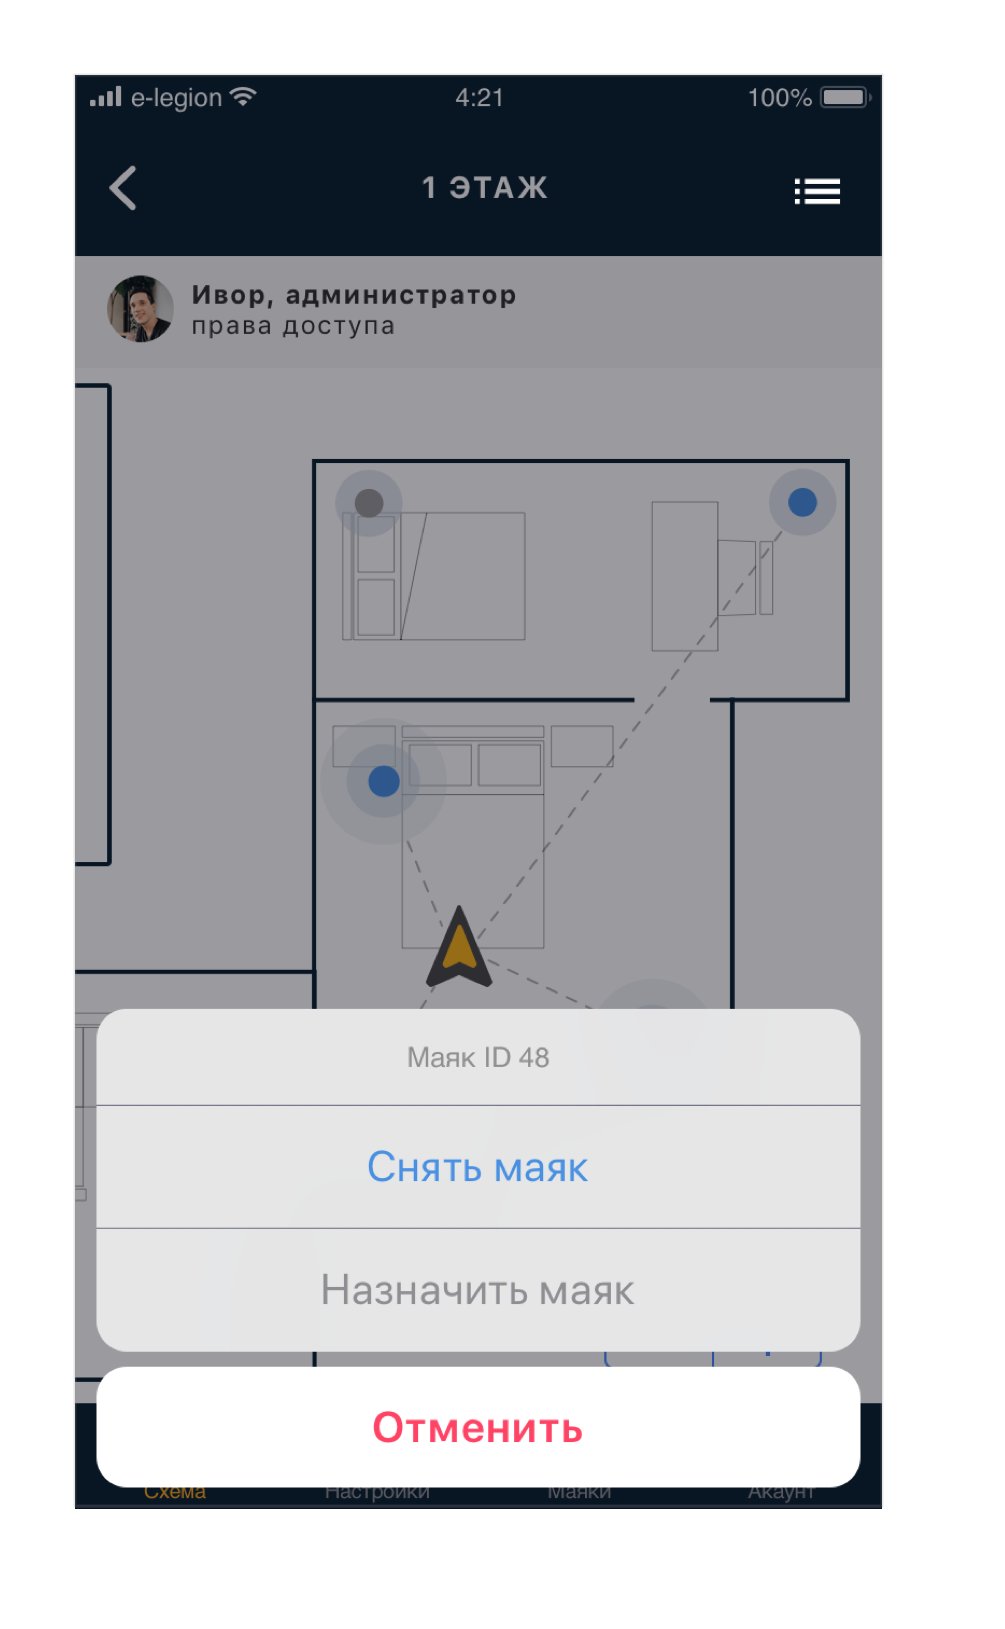 e-legion 4:21 100%
1 ЭТАЖ
Ивор, администратор
права доступа
Маяк ID 48
Снять маяк
Назначить маяк
Отменить
Схема Настройки Маяки Акаунт